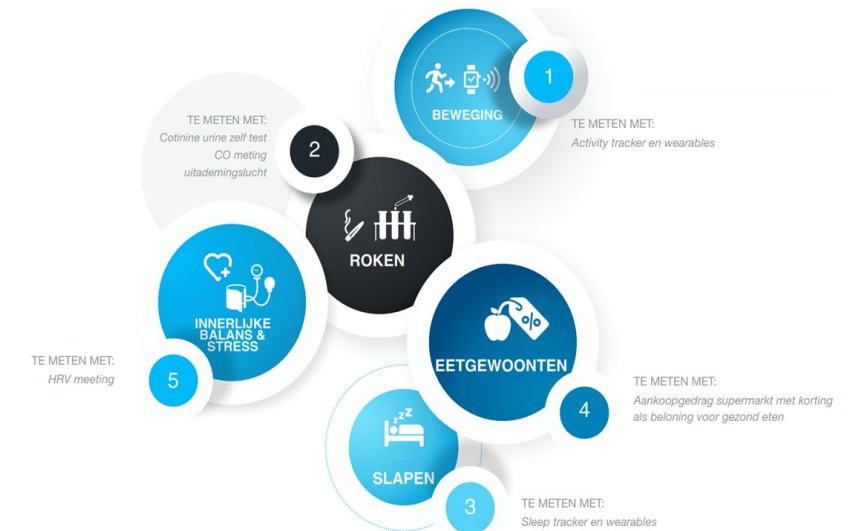 BEWEGING
1
TE METEN MET:
Activity tracker en wearables
TE METEN MET:
Cotinine urine zelf test
CO meting
uitademingslucht
2
ROKEN
INNERLIJKE
BALANS &
STRESS
TE METEN MET:
HRV meeting
5
%
EETGEWOONTEN
4
TE METEN MET:
Aankoopgedrag supermarkt met korting
als beloning voor gezond eten
zzZ
SLAPEN
3
TE METEN MET:
Sleep tracker en wearables